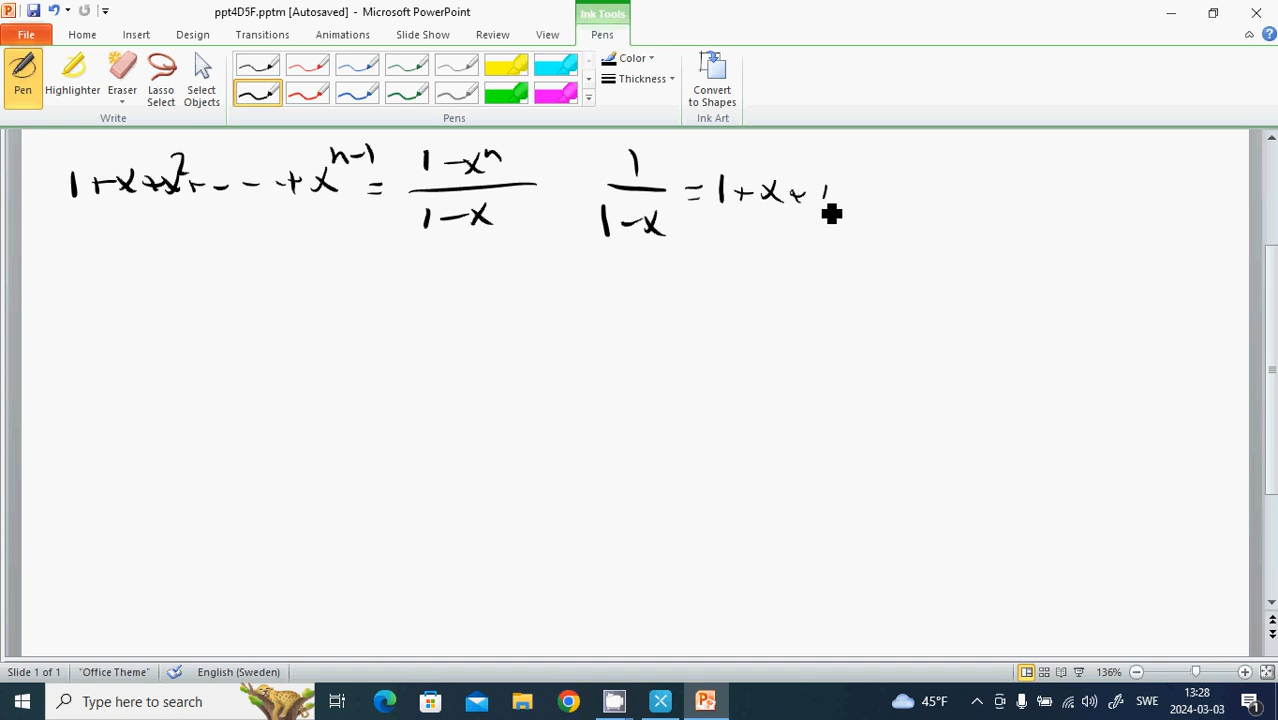 ppt4D5F.pptm [Autosaved] - Microsoft PowerPoint
Ink Tools
File Home Insert Design Transitions Animations Slide Show Review View Pens
Pen Highlighter Eraser Lasso Select Select Objects Color Thickness Convert to Shapes
Write Pens Ink Art
1+x+x²+----+x^{n-1} = \frac{1-x^n}{1-x} \frac{1}{1-x} = 1+x+
Slide 1 of 1 "Office Theme" English (Sweden) 136%
Type here to search 45°F SWE 13:28 2024-03-03